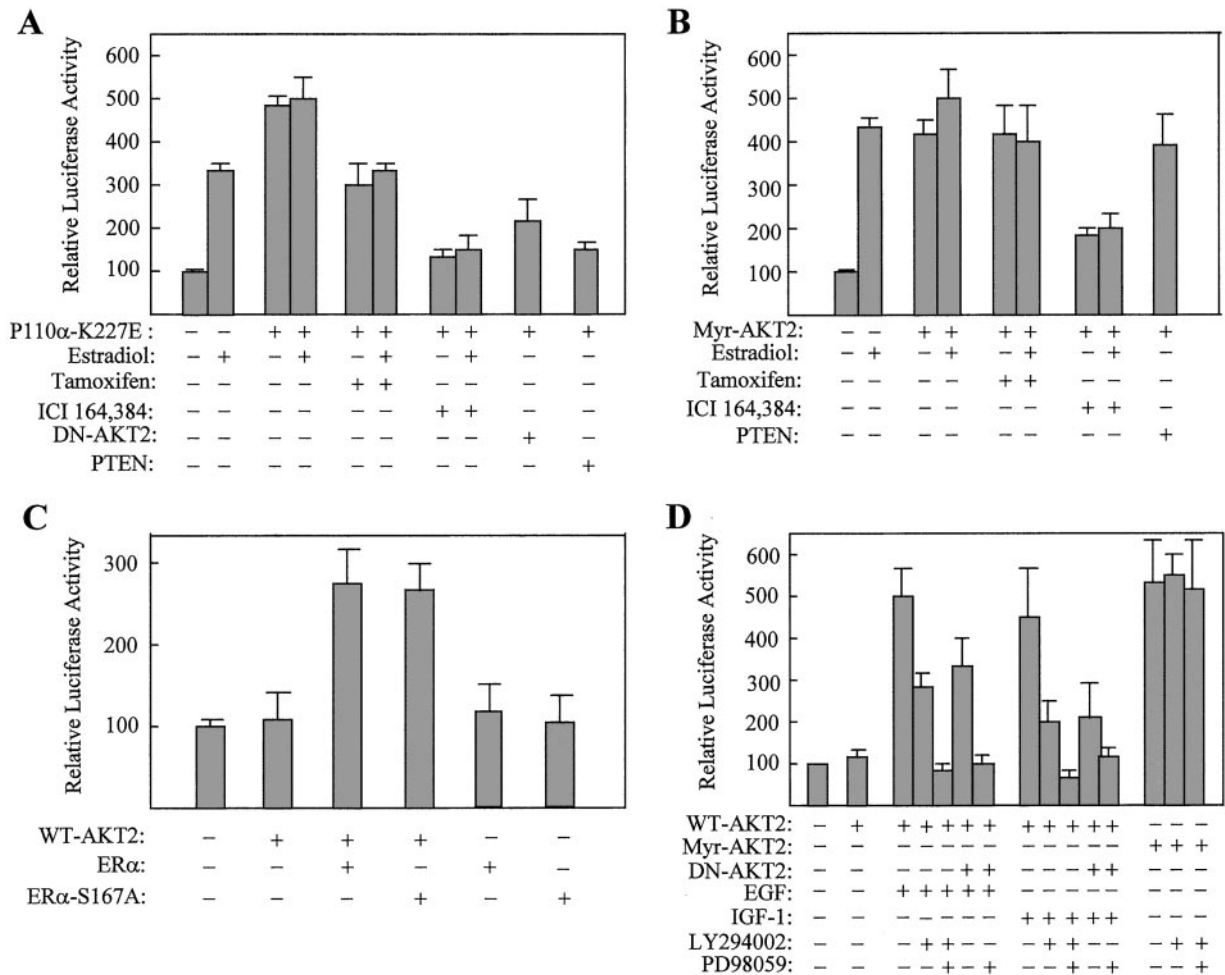 A
Relative Luciferase Activity
600
500
400
300
200
100
P110α-K227E : – – + + + + + + + +
Estradiol: – + – + – + – + – –
Tamoxifen: – – – – + + – – – –
ICI 164,384: – – – – – – + + – –
DN-AKT2: – – – – – – – – + –
PTEN: – – – – – – – – – +
B
Relative Luciferase Activity
600
500
400
300
200
100
Myr-AKT2: – – + + + + + + +
Estradiol: – + – + – + – + –
Tamoxifen: – – – – + + – – –
ICI 164,384: – – – – – – + + –
PTEN: – – – – – – – – +
C
Relative Luciferase Activity
300
200
100
WT-AKT2: – + + + – –
ERα: – – + – + –
ERα-S167A: – – – + – +
D
Relative Luciferase Activity
600
500
400
300
200
100
WT-AKT2: – + + + + + + + + + + + – – –
Myr-AKT2: – – – – – – – – – – – – + + +
DN-AKT2: – – – – – + + – – – + + – – –
EGF: – – + + + + + – – – – – – – –
IGF-1: – – – – – – – + + + + + – – –
LY294002: – – – + + – – – + + – – – + +
PD98059: – – – – + – + – – + – + – – +